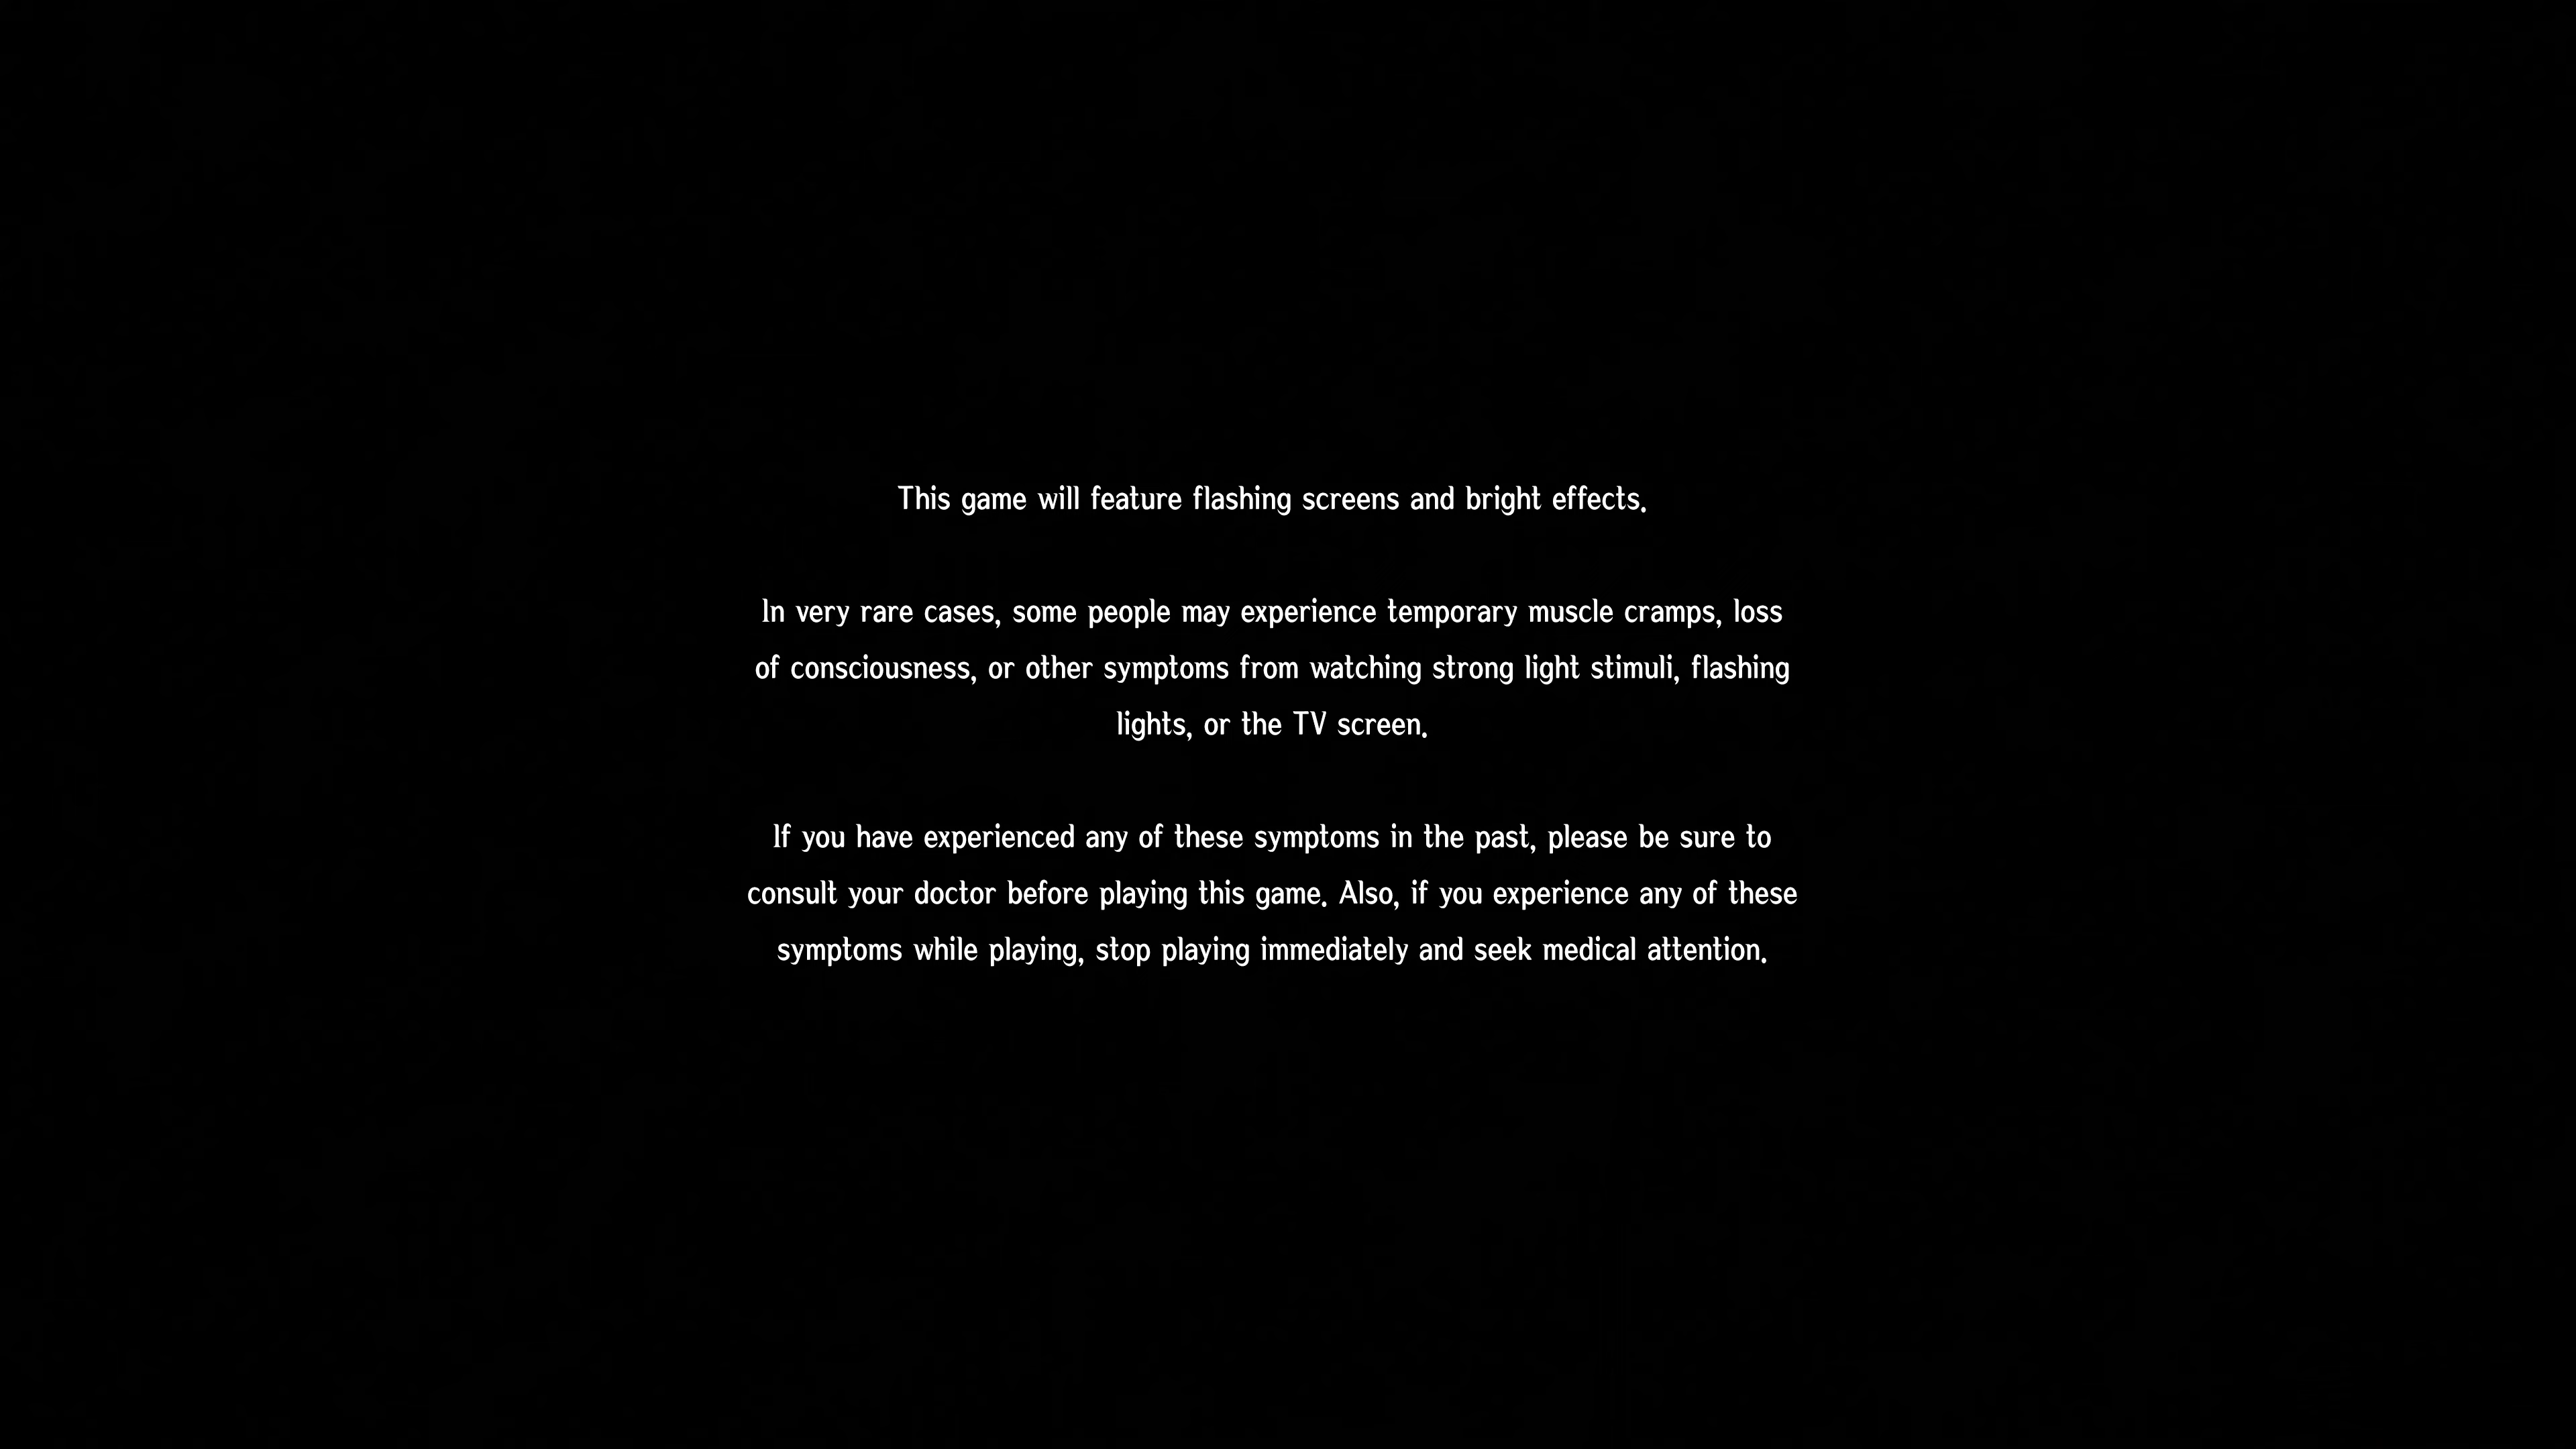 This game will feature flashing screens and bright effects.
In very rare cases, some people may experience temporary muscle cramps, loss
of consciousness, or other symptoms from watching strong light stimuli, flashing
lights, or the TV screen.
If you have experienced any of these symptoms in the past, please be sure to
consult your doctor before playing this game. Also, if you experience any of these
symptoms while playing, stop playing immediately and seek medical attention.